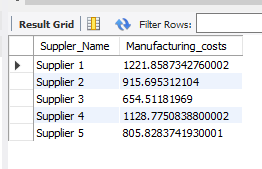 Result Grid Filter Rows:
Suppler_Name Manufacturing_costs
Supplier 1 1221.8587342760002
Supplier 2 915.695312104
Supplier 3 654.51181969
Supplier 4 1128.7750838800002
Supplier 5 805.8283741930001